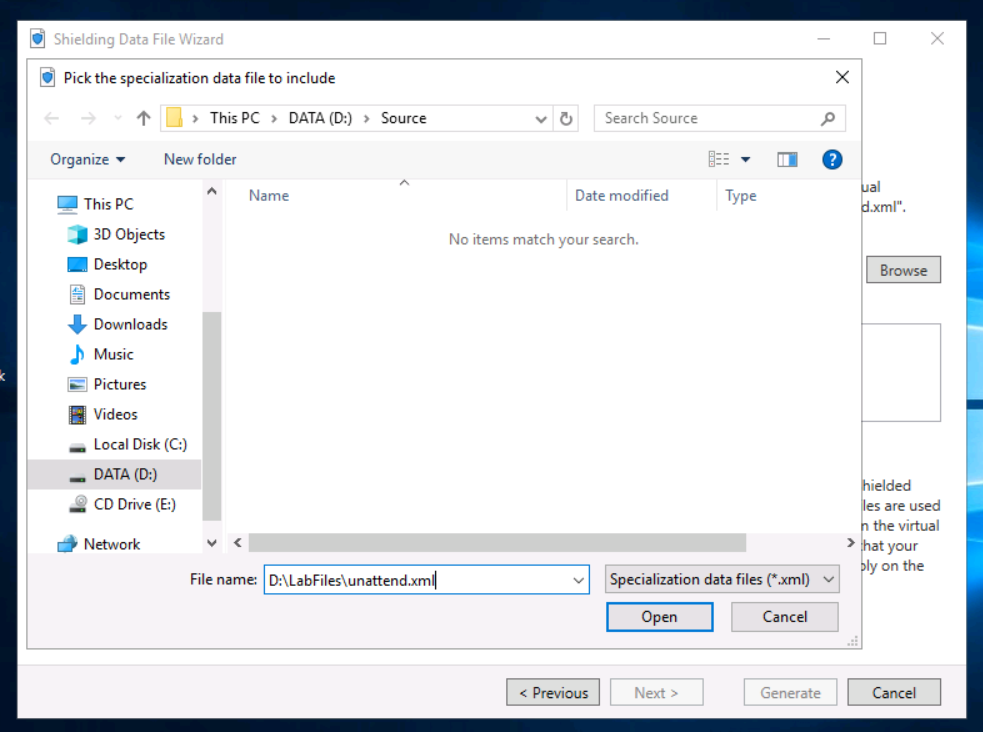 Shielding Data File Wizard
Pick the specialization data file to include
This PC > DATA (D:) > Source
Search Source
Organize
New folder
Name
Date modified
Type
No items match your search.
This PC
3D Objects
Desktop
Documents
Downloads
Music
Pictures
Videos
Local Disk (C:)
DATA (D:)
CD Drive (E:)
Network
ual
d.xml".
Browse
k
hielded
les are used
n the virtual
that your
ply on the
File name: D:\LabFiles\unattend.xml
Specialization data files (*.xml)
Open
Cancel
< Previous
Next >
Generate
Cancel